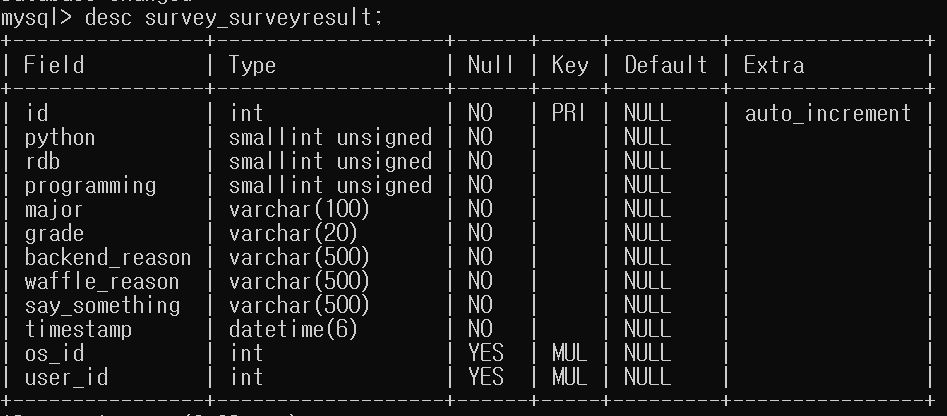 mysql> desc survey_surveyresult;
+----------------+-------------------+------+-----+---------+----------------+
| Field          | Type              | Null | Key | Default | Extra          |
+----------------+-------------------+------+-----+---------+----------------+
| id             | int               | NO   | PRI | NULL    | auto_increment |
| python         | smallint unsigned | NO   |     | NULL    |                |
| rdb            | smallint unsigned | NO   |     | NULL    |                |
| programming    | smallint unsigned | NO   |     | NULL    |                |
| major          | varchar(100)      | NO   |     | NULL    |                |
| grade          | varchar(20)       | NO   |     | NULL    |                |
| backend_reason | varchar(500)      | NO   |     | NULL    |                |
| waffle_reason  | varchar(500)      | NO   |     | NULL    |                |
| say_something  | varchar(500)      | NO   |     | NULL    |                |
| timestamp      | datetime(6)       | NO   |     | NULL    |                |
| os_id          | int               | YES  | MUL | NULL    |                |
| user_id        | int               | YES  | MUL | NULL    |                |
+----------------+-------------------+------+-----+---------+----------------+